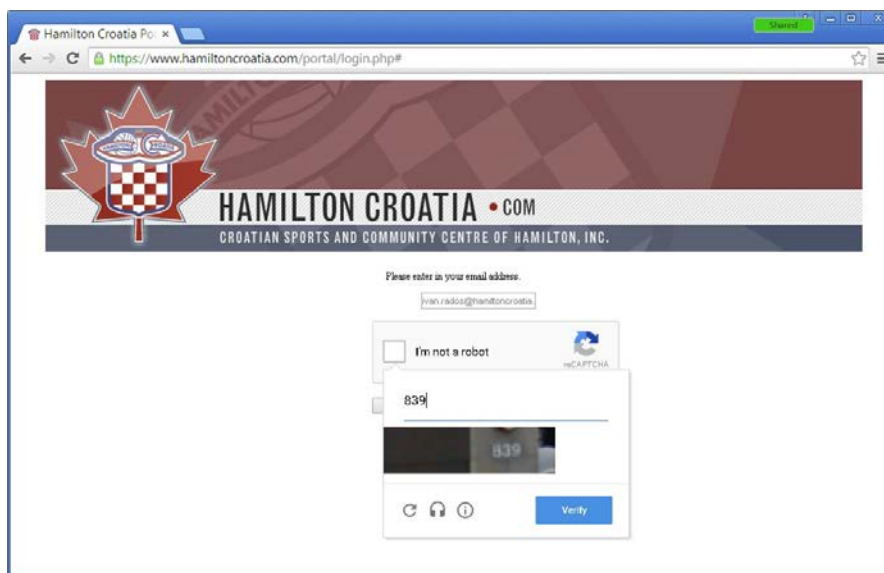 Shared
Hamilton Croatia Po
https://www.hamiltoncroatia.com/portal/login.php#
HAMILTON CROATIA • COM
CROATIAN SPORTS AND COMMUNITY CENTRE OF HAMILTON, INC.
Please enter in your email address.
ivan.rados@hamiltoncroatia.
I'm not a robot
reCAPTCHA
839
839
Verify